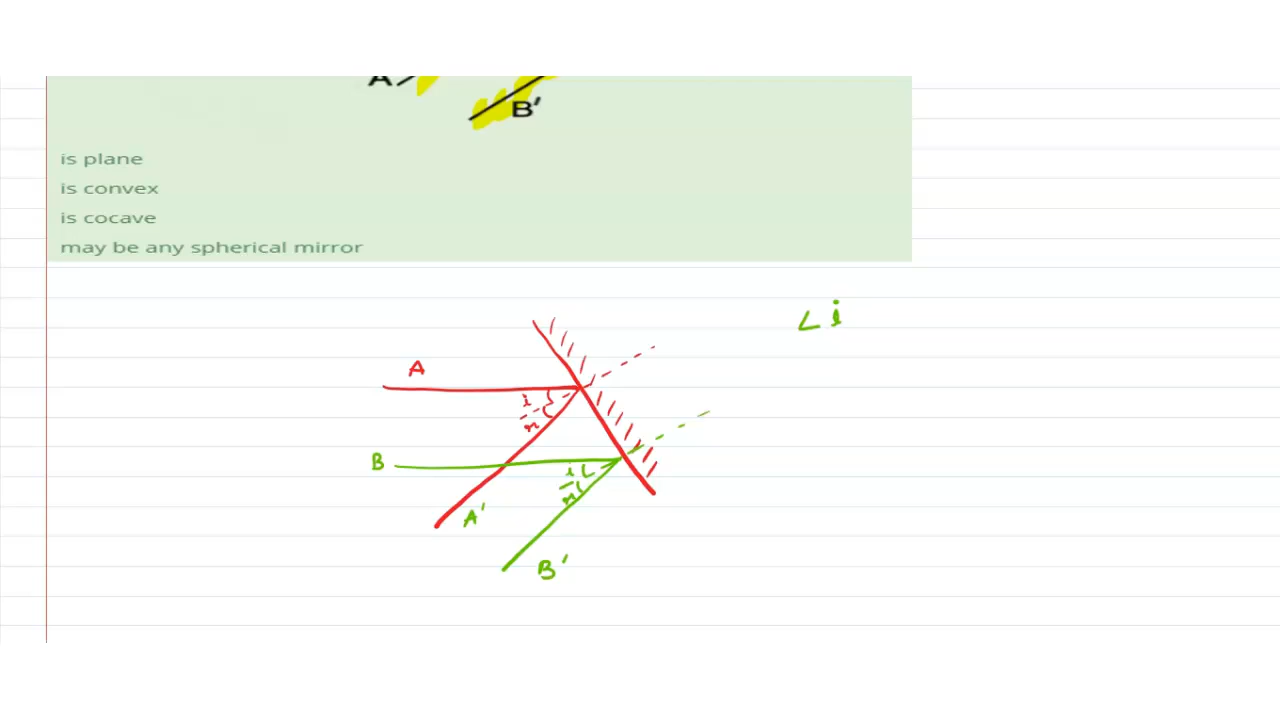 A
B′
is plane
is convex
is cocave
may be any spherical mirror
∠ i
A
i
r
B
i
r
A'
B'